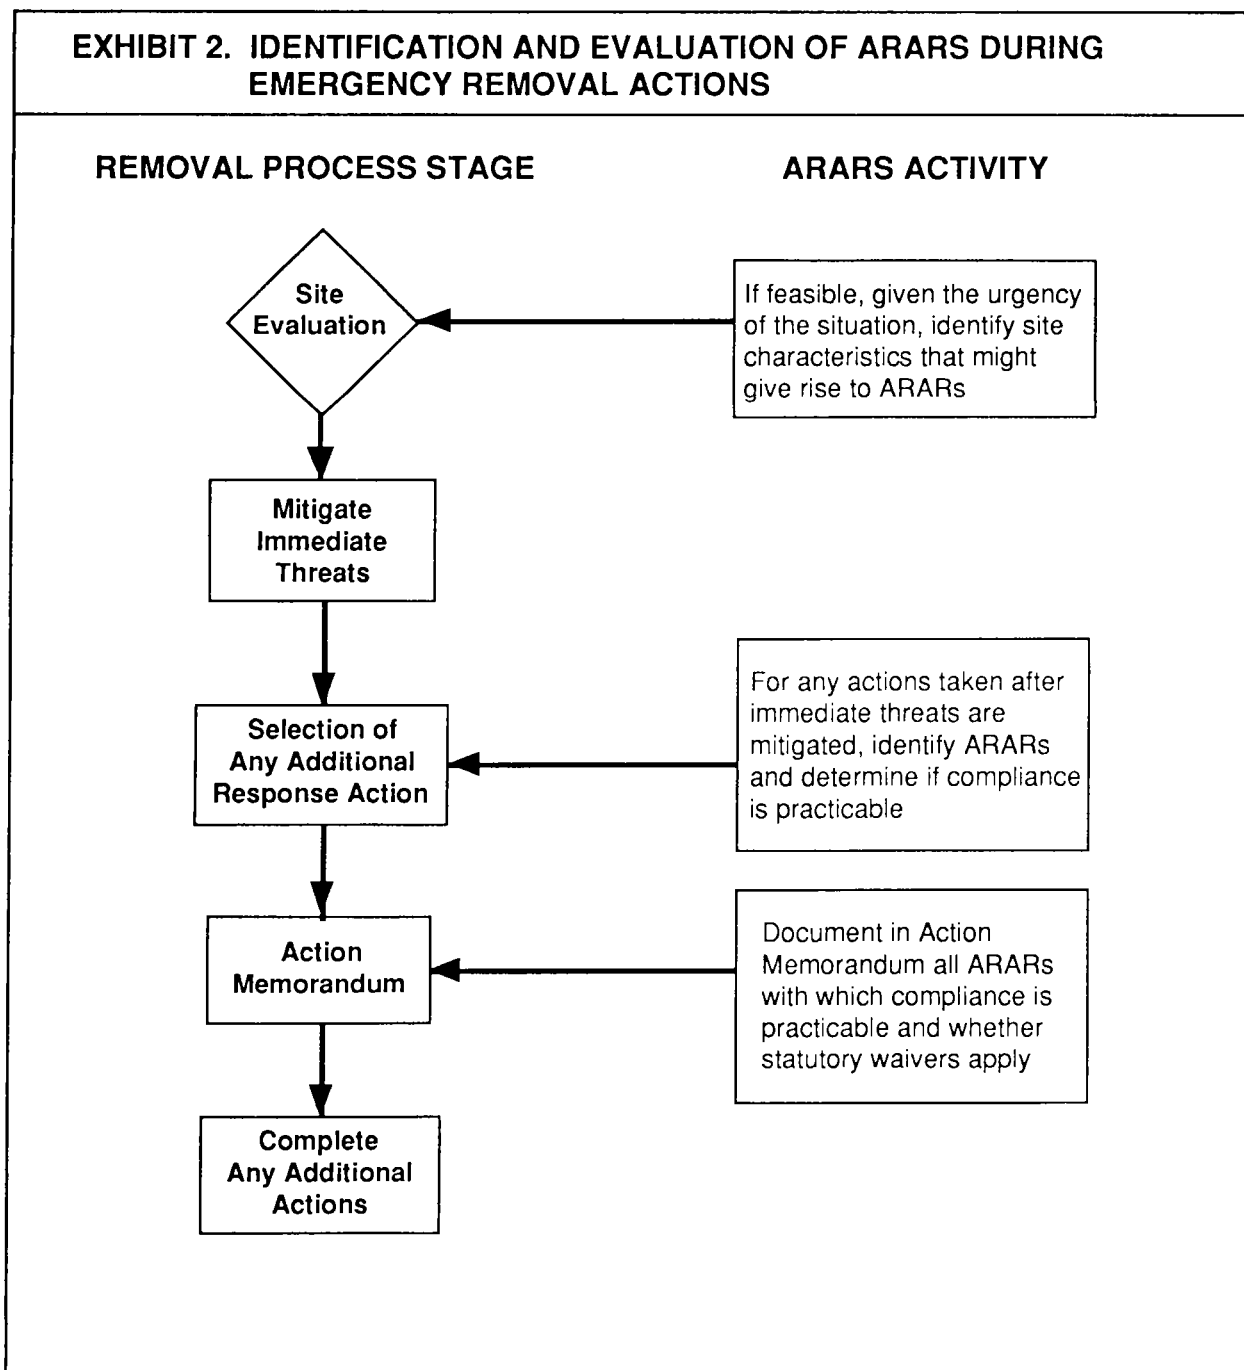 EXHIBIT 2. IDENTIFICATION AND EVALUATION OF ARARS DURING
EMERGENCY REMOVAL ACTIONS
REMOVAL PROCESS STAGE
ARARS ACTIVITY
Site
Evaluation
If feasible, given the urgency
of the situation, identify site
characteristics that might
give rise to ARARs
Mitigate
Immediate
Threats
Selection of
Any Additional
Response Action
For any actions taken after
immediate threats are
mitigated, identify ARARs
and determine if compliance
is practicable
Action
Memorandum
Document in Action
Memorandum all ARARs
with which compliance is
practicable and whether
statutory waivers apply
Complete
Any Additional
Actions